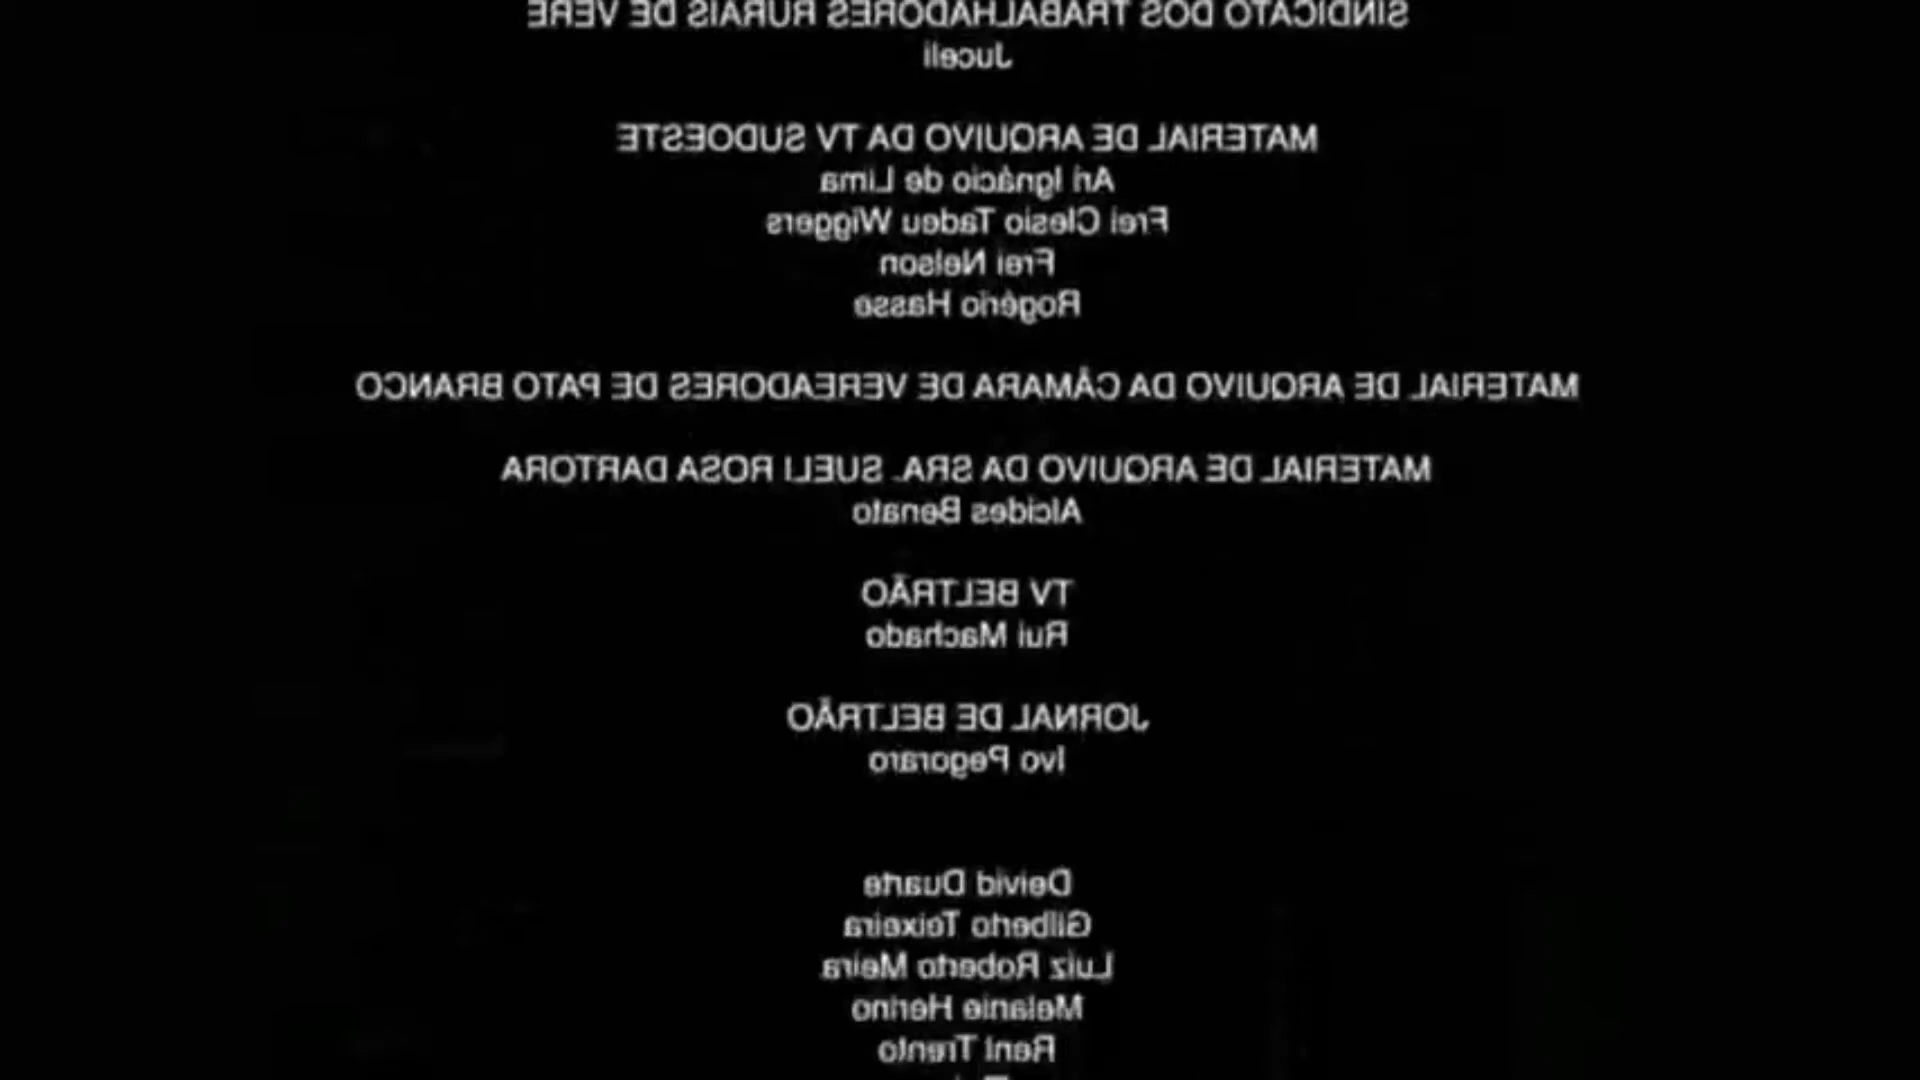 SINDICATO DOS TRABALHADORES RURAIS DE VERE
Juceli
MATERIAL DE ARQUIVO DA TV SUDOESTE
Ari Ignácio de Lima
Frei Clesio Tadeu Wiggers
Frei Nelson
Rogério Hasse
MATERIAL DE ARQUIVO DA CÂMARA DE VEREADORES DE PATO BRANCO
MATERIAL DE ARQUIVO DA SRA. SUELI ROSA DARTORA
Alcides Benato
TV BELTRÃO
Rui Machado
JORNAL DE BELTRÃO
Ivo Pegoraro
Deivid Duarte
Gilberto Teixeira
Luiz Roberto Meira
Melanie Herino
Reni Trento